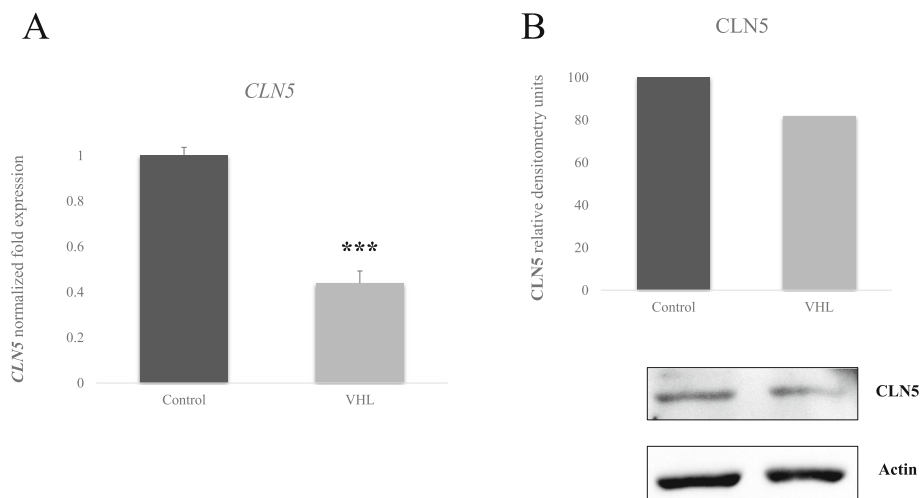 A
CLN5
CLN5 normalized fold expression
1
0.8
0.6
0.4
0.2
0
***
Control
VHL
B
CLN5
CLN5 relative densitometry units
100
80
60
40
20
0
Control
VHL
CLN5
Actin